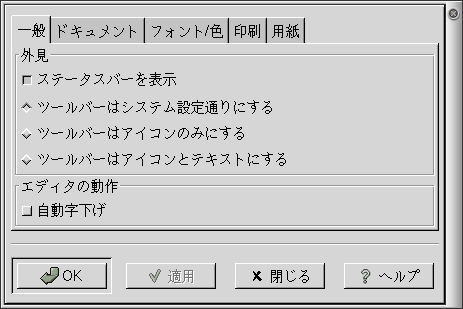 一般 ドキュメント フォント/色 印刷 用紙
外見
ステータスバーを表示
ツールバーはシステム設定通りにする
ツールバーはアイコンのみにする
ツールバーはアイコンとテキストにする
エディタの動作
自動字下げ
OK 適用 閉じる ヘルプ